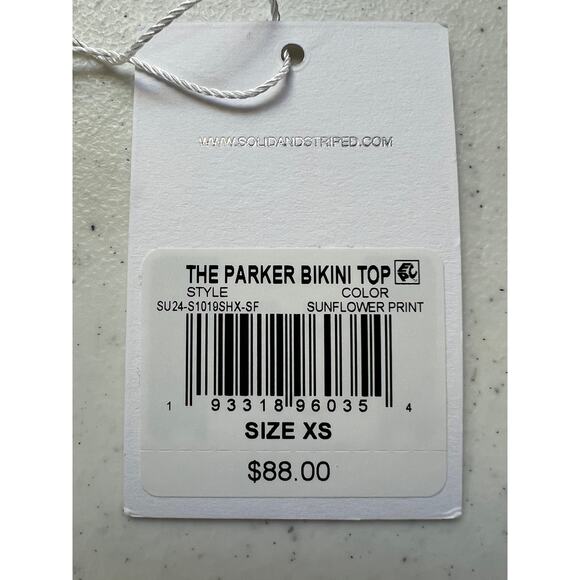 WWW.SOLIDANDSTRIPED.COM
THE PARKER BIKINI TOP
STYLE COLOR
SU24-S1019SHX-SF SUNFLOWER PRINT
1 93318 96035 4
SIZE XS
$88.00